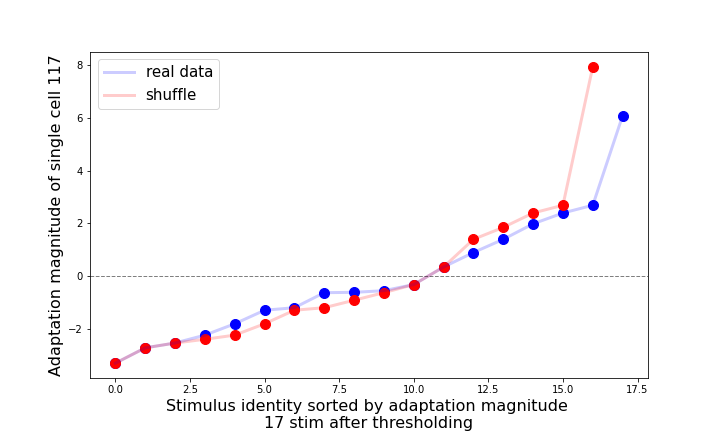 real data
shuffle
Adaptation magnitude of single cell 117
8
6
4
2
0
−2
0.0 2.5 5.0 7.5 10.0 12.5 15.0 17.5
Stimulus identity sorted by adaptation magnitude
17 stim after thresholding